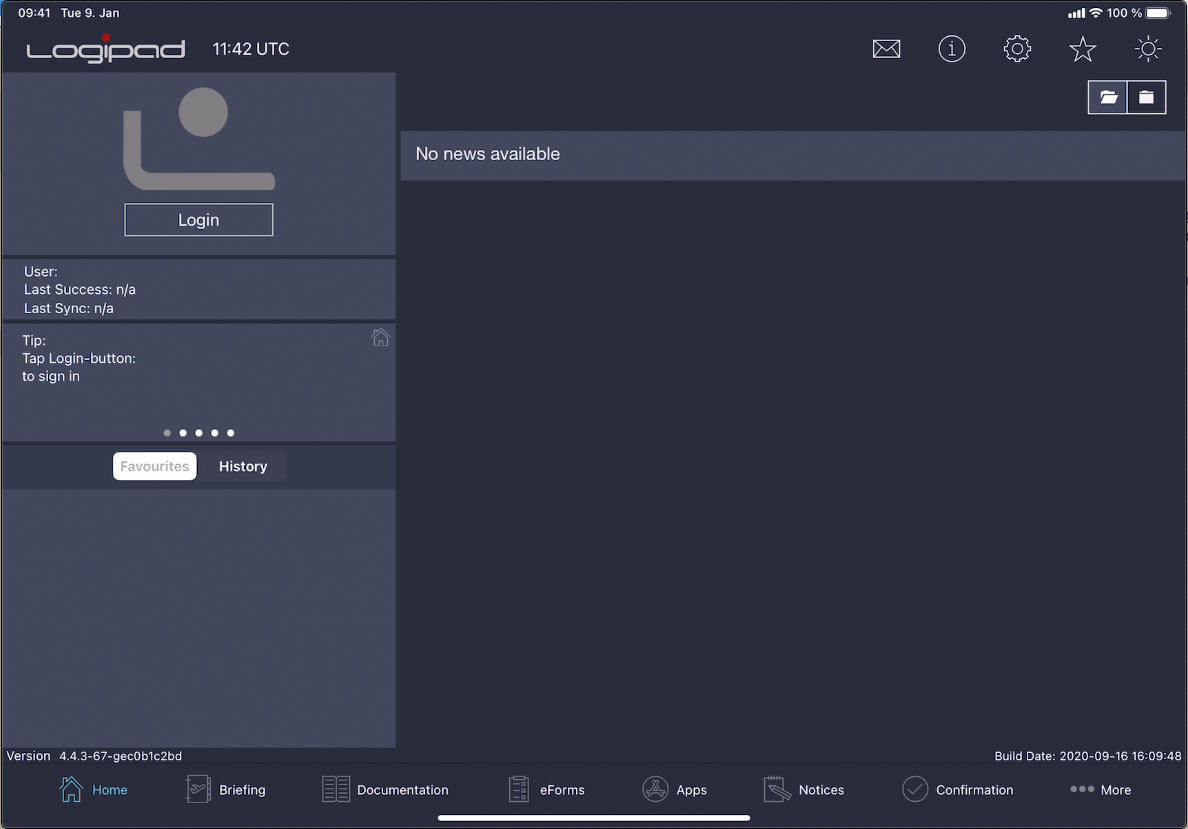 09:41 Tue 9. Jan
100 %
Logipad
11:42 UTC
Login
No news available
User:
Last Success: n/a
Last Sync: n/a
Tip:
Tap Login-button:
to sign in
Favourites
History
Version 4.4.3-67-gec0b1c2bd
Build Date: 2020-09-16 16:09:48
Home
Briefing
Documentation
eForms
Apps
Notices
Confirmation
More